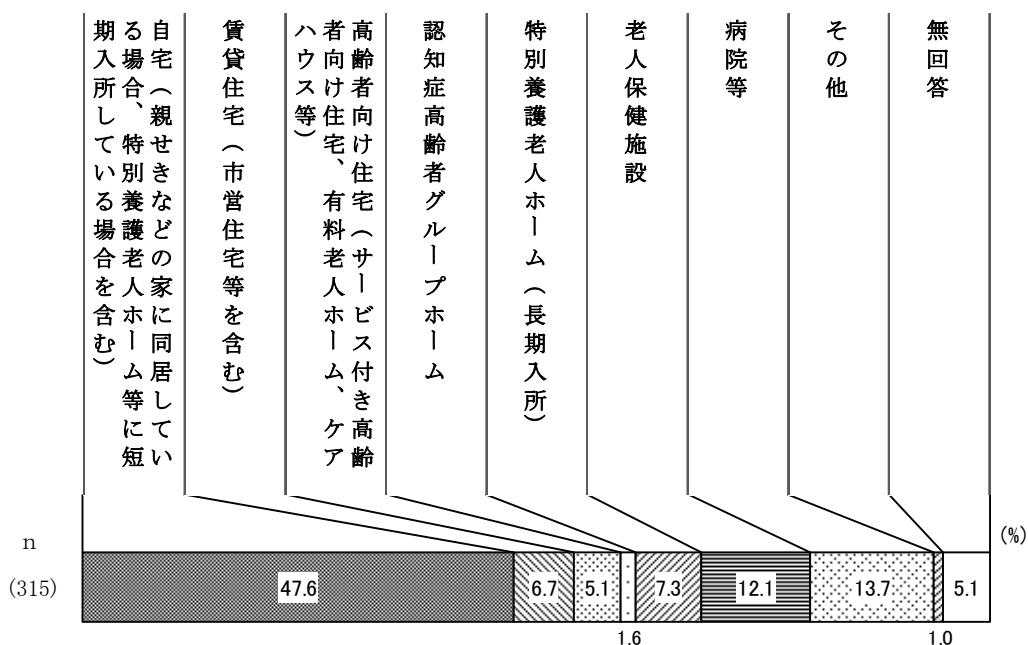 自宅（親せきなどの家に同居してい
る場合、特別養護老人ホーム等に短
期入所している場合を含む）
賃貸住宅（市営住宅等を含む）
高齢者向け住宅（サービス付き高齢
者向け住宅、有料老人ホーム、ケア
ハウス等）
認知症高齢者グループホーム
特別養護老人ホーム（長期入所）
老人保健施設
病院等
その他
無回答
(%)
n
(315)
47.6
6.7
5.1
1.6
7.3
12.1
13.7
1.0
5.1